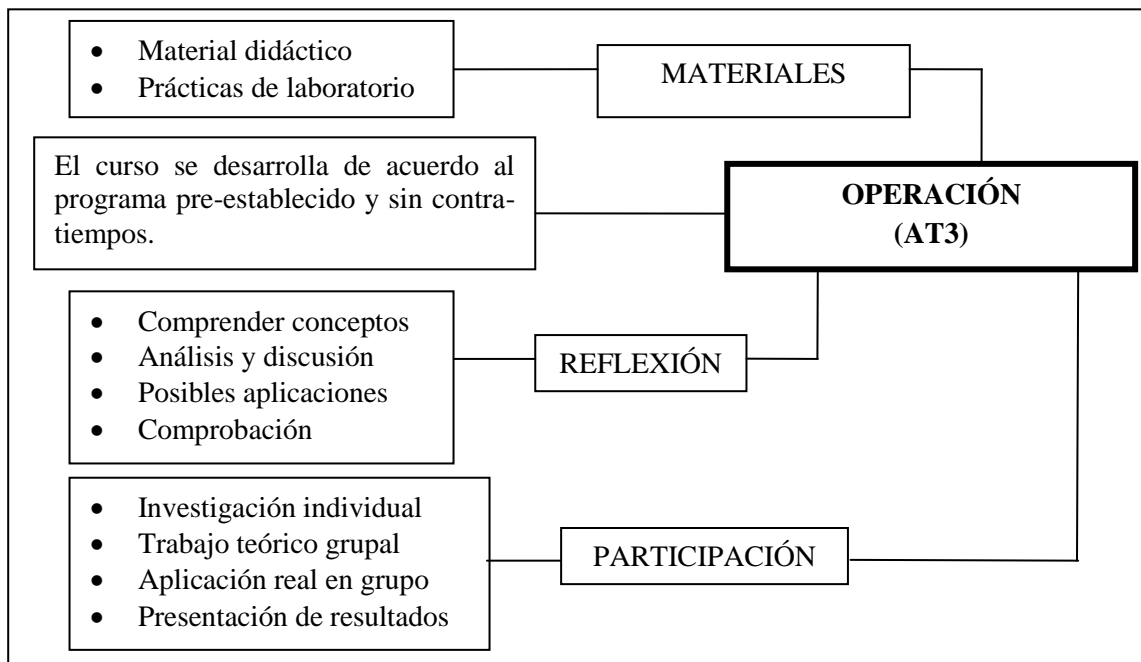 • Material didáctico
• Prácticas de laboratorio
MATERIALES
El curso se desarrolla de acuerdo al
programa pre-establecido y sin contra-
tiempos.
OPERACIÓN
(AT3)
• Comprender conceptos
• Análisis y discusión
• Posibles aplicaciones
• Comprobación
REFLEXIÓN
• Investigación individual
• Trabajo teórico grupal
• Aplicación real en grupo
• Presentación de resultados
PARTICIPACIÓN